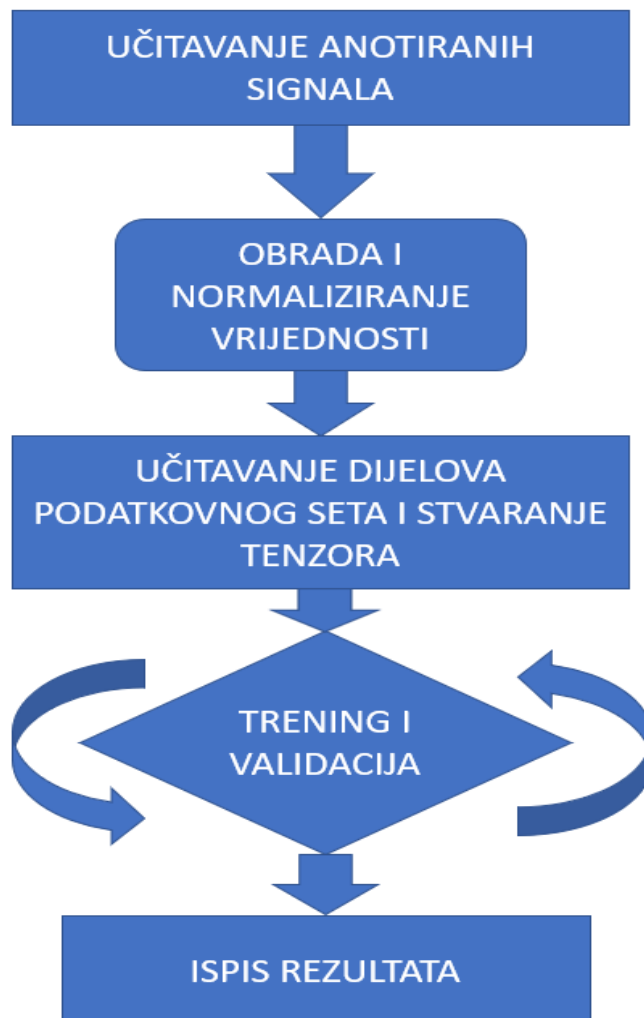 UČITAVANJE ANOTIRANIH
SIGNALA
OBRADA I
NORMALIZIRANJE
VRIJEDNOSTI
UČITAVANJE DIJELOVA
PODATKOVNOG SETA I STVARANJE
TENZORA
TRENING I
VALIDACIJA
ISPIS REZULTATA